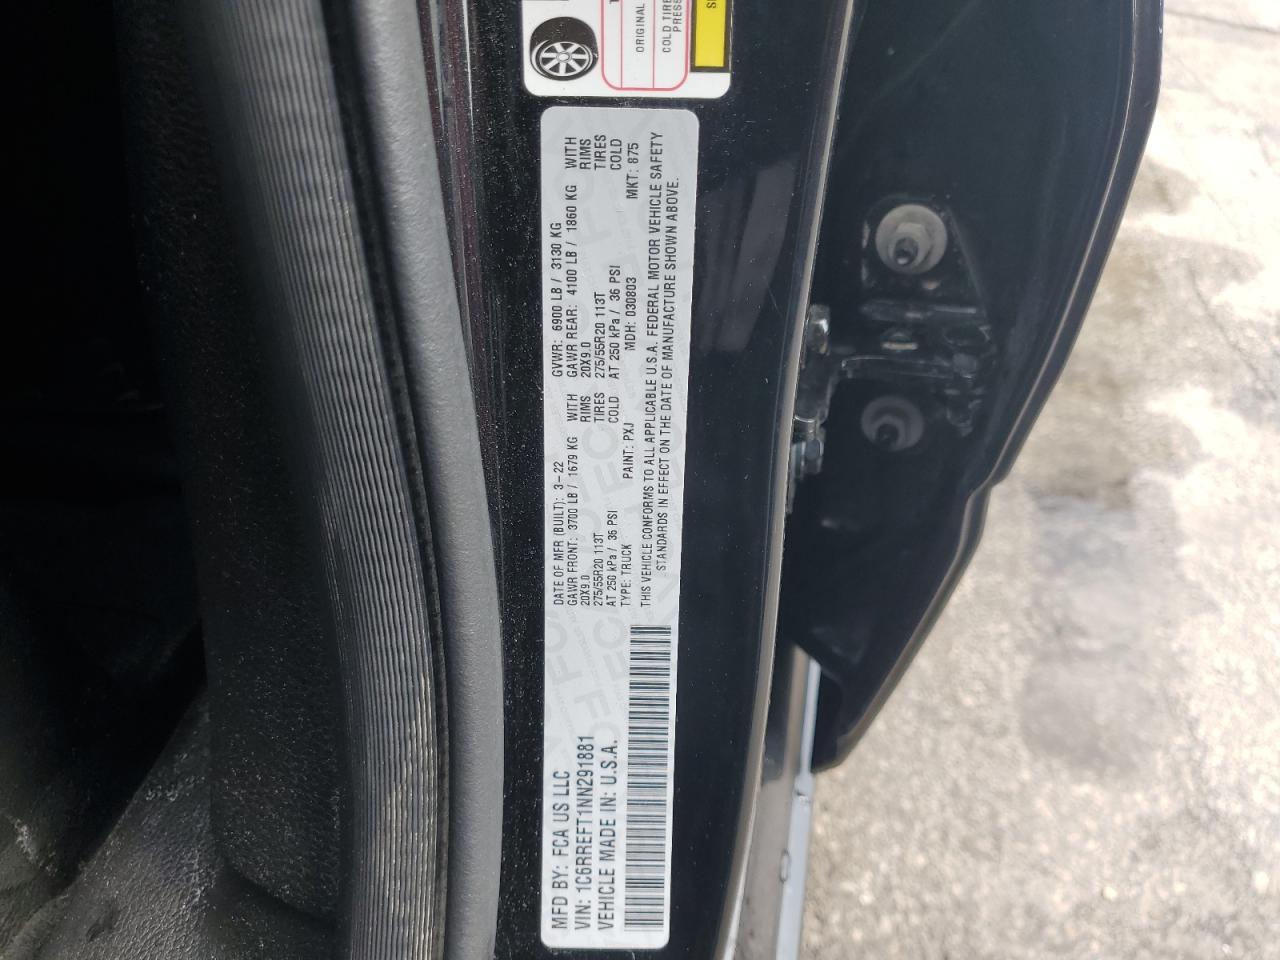 ORIGINAL
COLD TIRE
PRESS
MFD BY: FCA US LLC
VIN: 1C6RREFT1NN291881
VEHICLE MADE IN: U.S.A.
DATE OF MFR (BUILT): 3-22 GVWR: 6900 LB / 3130 KG
GAWR FRONT: 3700 LB / 1679 KG WITH GAWR REAR: 4100 LB / 1860 KG WITH
20X9.0 RIMS 20X9.0 RIMS
275/55R20 113T TIRES 275/55R20 113T TIRES
AT 250 kPa / 36 PSI COLD AT 250 kPa / 36 PSI COLD
TYPE: TRUCK PAINT: PXJ MDH: 030803 MKT: 875
THIS VEHICLE CONFORMS TO ALL APPLICABLE U.S.A. FEDERAL MOTOR VEHICLE SAFETY
STANDARDS IN EFFECT ON THE DATE OF MANUFACTURE SHOWN ABOVE.